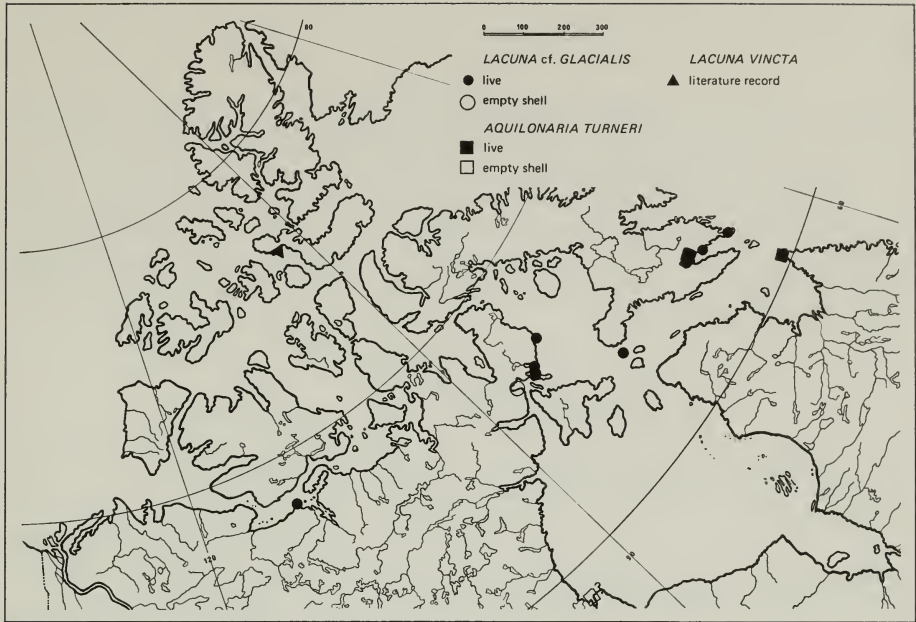 80
0 100 200 300
LACUNA cf. GLACIALIS
live
empty shell
AQUILONARIA TURNERI
live
empty shell
LACUNA VINCTA
literature record
60
120